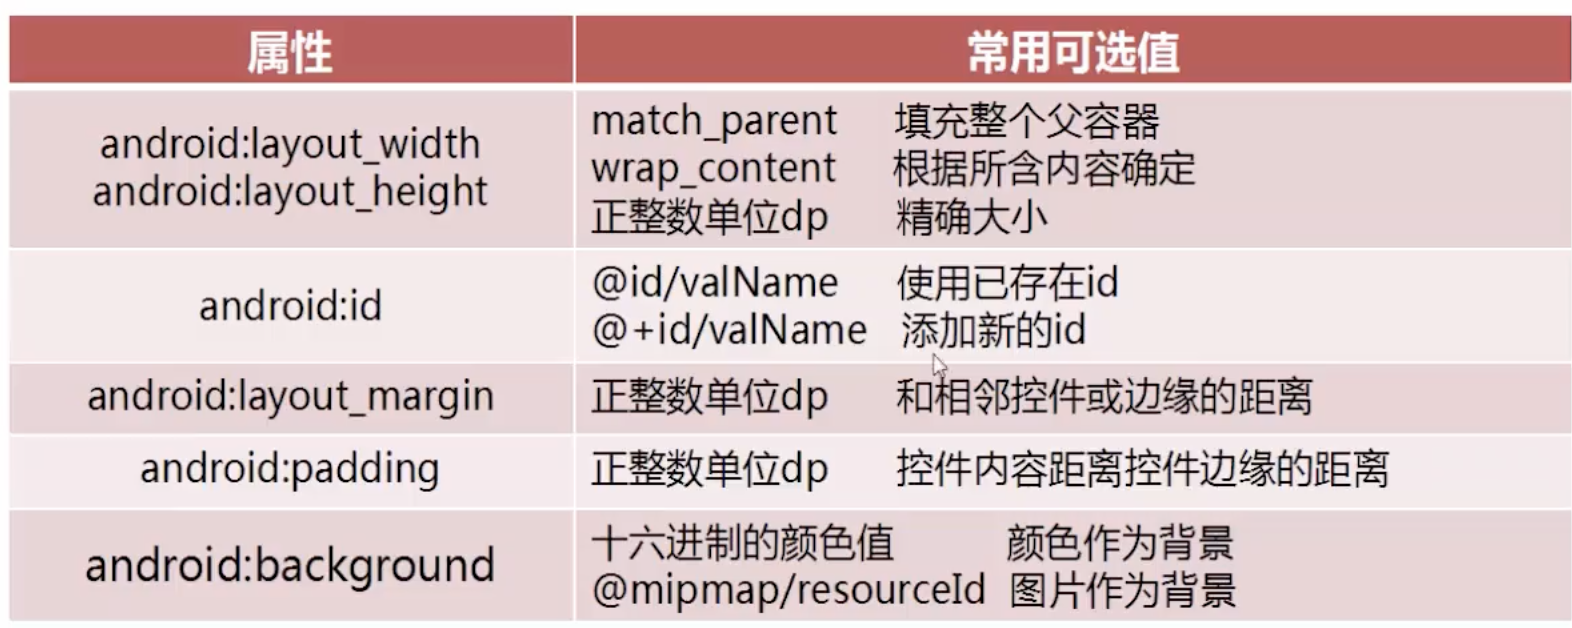 属性 常用可选值
android:layout_width
android:layout_height
match_parent 填充整个父容器
wrap_content 根据所含内容确定
正整数单位dp 精确大小
android:id
@id/valName 使用已存在id
@+id/valName 添加新的id
android:layout_margin 正整数单位dp 和相邻控件或边缘的距离
android:padding 正整数单位dp 控件内容距离控件边缘的距离
android:background
十六进制的颜色值 颜色作为背景
@mipmap/resourceId 图片作为背景